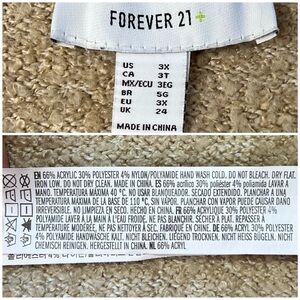 FOREVER 21+
US 3X
CA 3T
MX/ECU 3EG
BR 5G
EU 3X
UK 24
MADE IN CHINA
EN 66% ACRYLIC 30% POLYESTER 4% NYLON/POLYAMIDE HAND WASH COLD. DO NOT BLEACH. DRY FLAT.
IRON LOW. DO NOT DRY CLEAN. MADE IN CHINA. ES 66% acrílico 30% poliéster 4% poliamida LAVAR A
MANO. TEMPERATURA MÁXIMA 40 °C. NO USAR BLANQUEADOR. SECADO EXTENDIDO. PLANCHAR CON VAPOR A
TEMPERATURA MÁXIMA DE LA BASE DE 110 °C. SIN VAPOR. PLANCHAR CON VAPOR PUEDE CAUSAR DAÑO
IRREVERSIBLE. NO LIMPIEZA EN SECO. HECHO EN CHINA. FR 66% ACRYLIQUE 30% POLYESTER 4%
POLYAMIDE LAVER À LA MAIN. NE PAS BLANCHIR. SÉCHER À PLAT. REPASSER À
TEMPÉRATURE MODÉRÉE, NE PAS NETTOYER À SEC. FABRIQUÉ EN CHINE. DE 66% ACRYL 30% POLYESTER
4% POLYAMIDE HANDWÄSCHE KALT. NICHT BLEICHEN. LIEGEND TROCKNEN. NICHT HEISS BÜGELN. NICHT
CHEMISCH REINIGEN. HERGESTELLT IN CHINA. NL 66% ACRYL